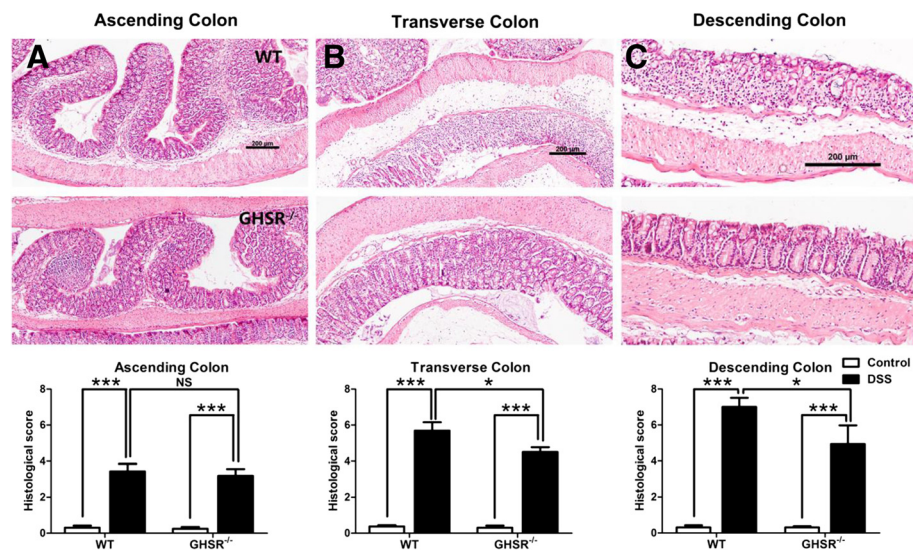 Ascending Colon
Transverse Colon
Descending Colon
A
WT
200 μm
B
200 μm
C
200 μm
GHSR⁻/⁻
Ascending Colon
Histological score
8
6
4
2
0
***
NS
***
WT
GHSR⁻/⁻
Transverse Colon
Histological score
8
6
4
2
0
***
*
***
WT
GHSR⁻/⁻
Descending Colon
Control
DSS
Histological score
8
6
4
2
0
***
*
***
WT
GHSR⁻/⁻